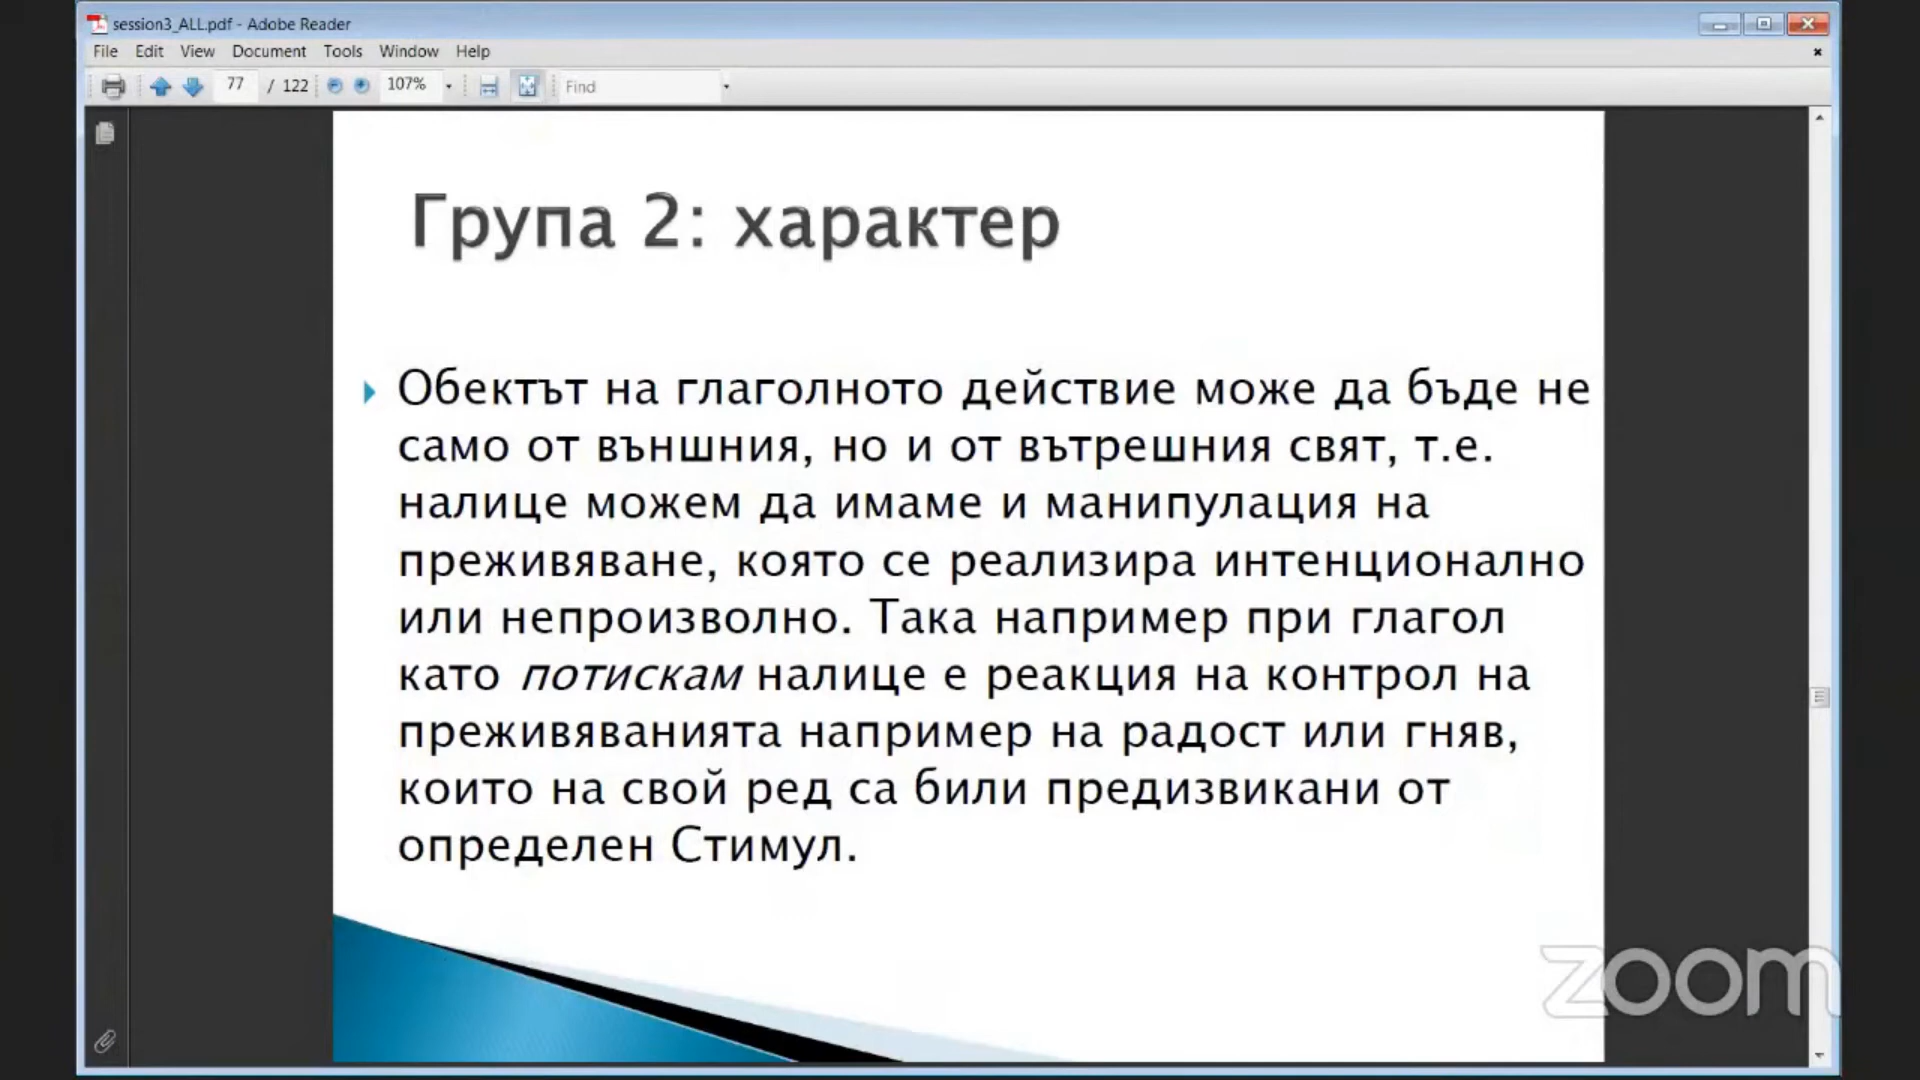 session3_ALL.pdf - Adobe Reader
File Edit View Document Tools Window Help
77 / 122 107% Find
Група 2: характер
Обектът на глаголното действие може да бъде не
само от външния, но и от вътрешния свят, т.е.
налице можем да имаме и манипулация на
преживяване, която се реализира интенционално
или непроизволно. Така например при глагол
като потискам налице е реакция на контрол на
преживяванията например на радост или гняв,
които на свой ред са били предизвикани от
определен Стимул.
zoom